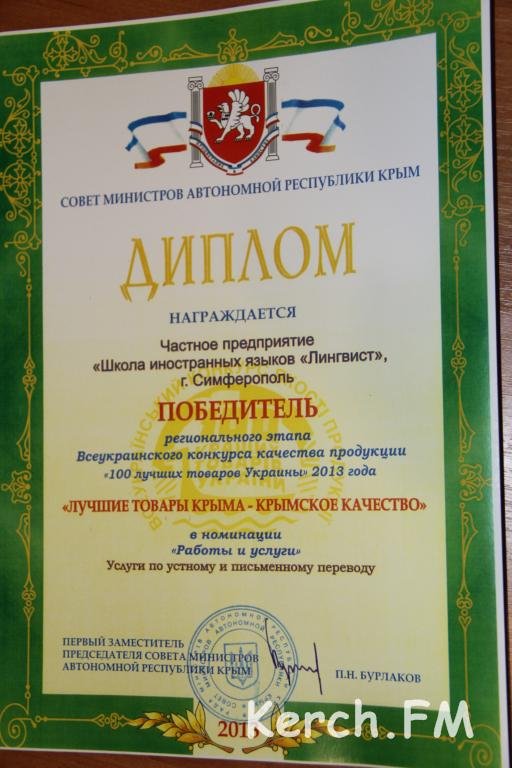 СОВЕТ МИНИСТРОВ АВТОНОМНОЙ РЕСПУБЛИКИ КРЫМ
ДИПЛОМ
НАГРАЖДАЕТСЯ
Частное предприятие
«Школа иностранных языков «Лингвист»,
г. Симферополь
ПОБЕДИТЕЛЬ
регионального этапа
Всеукраинского конкурса качества продукции
«100 лучших товаров Украины» 2013 года
«ЛУЧШИЕ ТОВАРЫ КРЫМА - КРЫМСКОЕ КАЧЕСТВО»
в номинации
«Работы и услуги»
Услуги по устному и письменному переводу
ПЕРВЫЙ ЗАМЕСТИТЕЛЬ
ПРЕДСЕДАТЕЛЯ СОВЕТА МИНИСТРОВ
АВТОНОМНОЙ РЕСПУБЛИКИ КРЫМ
П.Н. БУРЛАКОВ
Kerch.FM